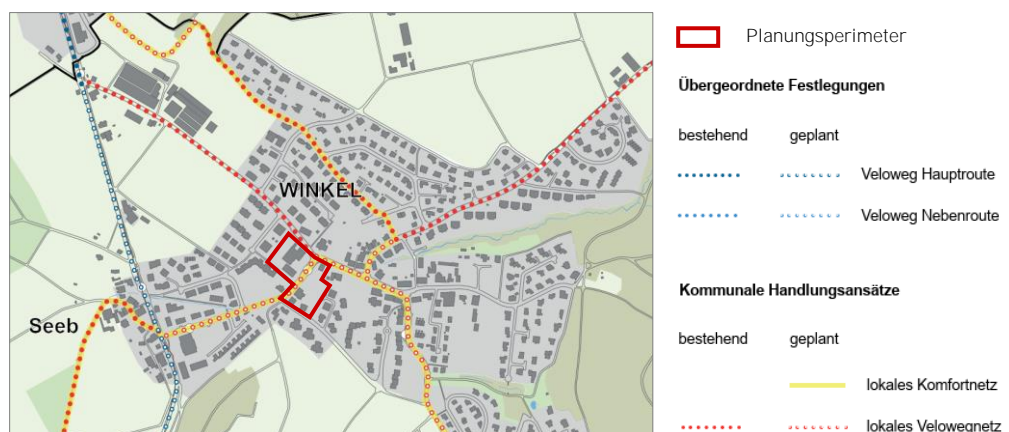 WINKEL
Seeb
Planungsperimeter
Übergeordnete Festlegungen
bestehend geplant
Veloweg Hauptroute
Veloweg Nebenroute
Kommunale Handlungsansätze
bestehend geplant
lokales Komfortnetz
lokales Velowegnetz